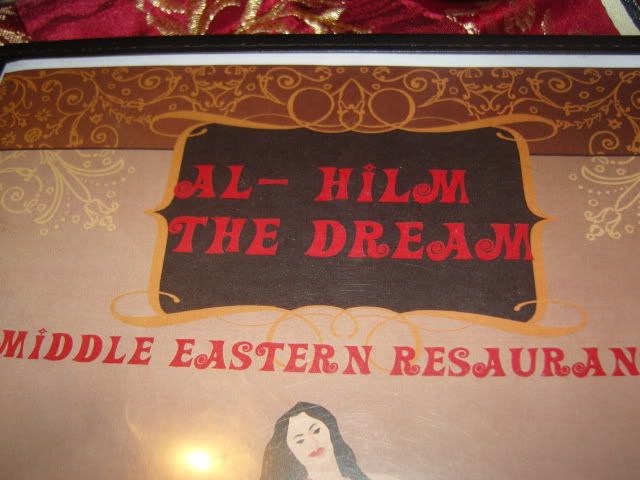 AL- HiLM
THE DREAM
MiDDLE EASTERN RESAURAN